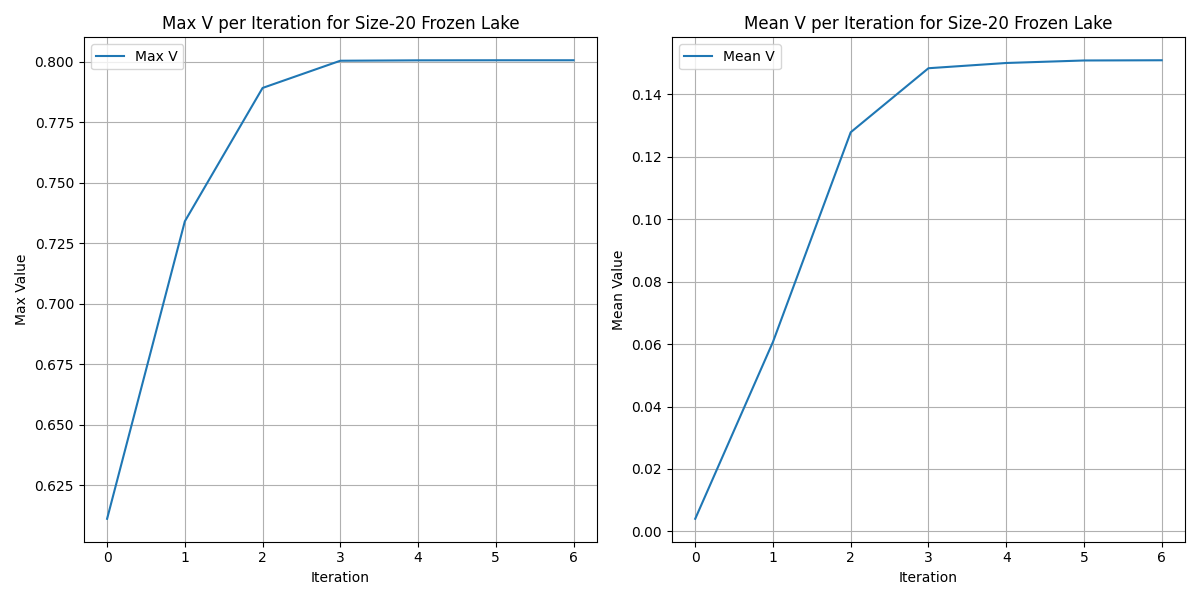 Max V per Iteration for Size-20 Frozen Lake
Max V
0.800
0.775
0.750
0.725
0.700
0.675
0.650
0.625
Max Value
0 1 2 3 4 5 6
Iteration
Mean V per Iteration for Size-20 Frozen Lake
Mean V
0.14
0.12
0.10
0.08
0.06
0.04
0.02
0.00
Mean Value
0 1 2 3 4 5 6
Iteration